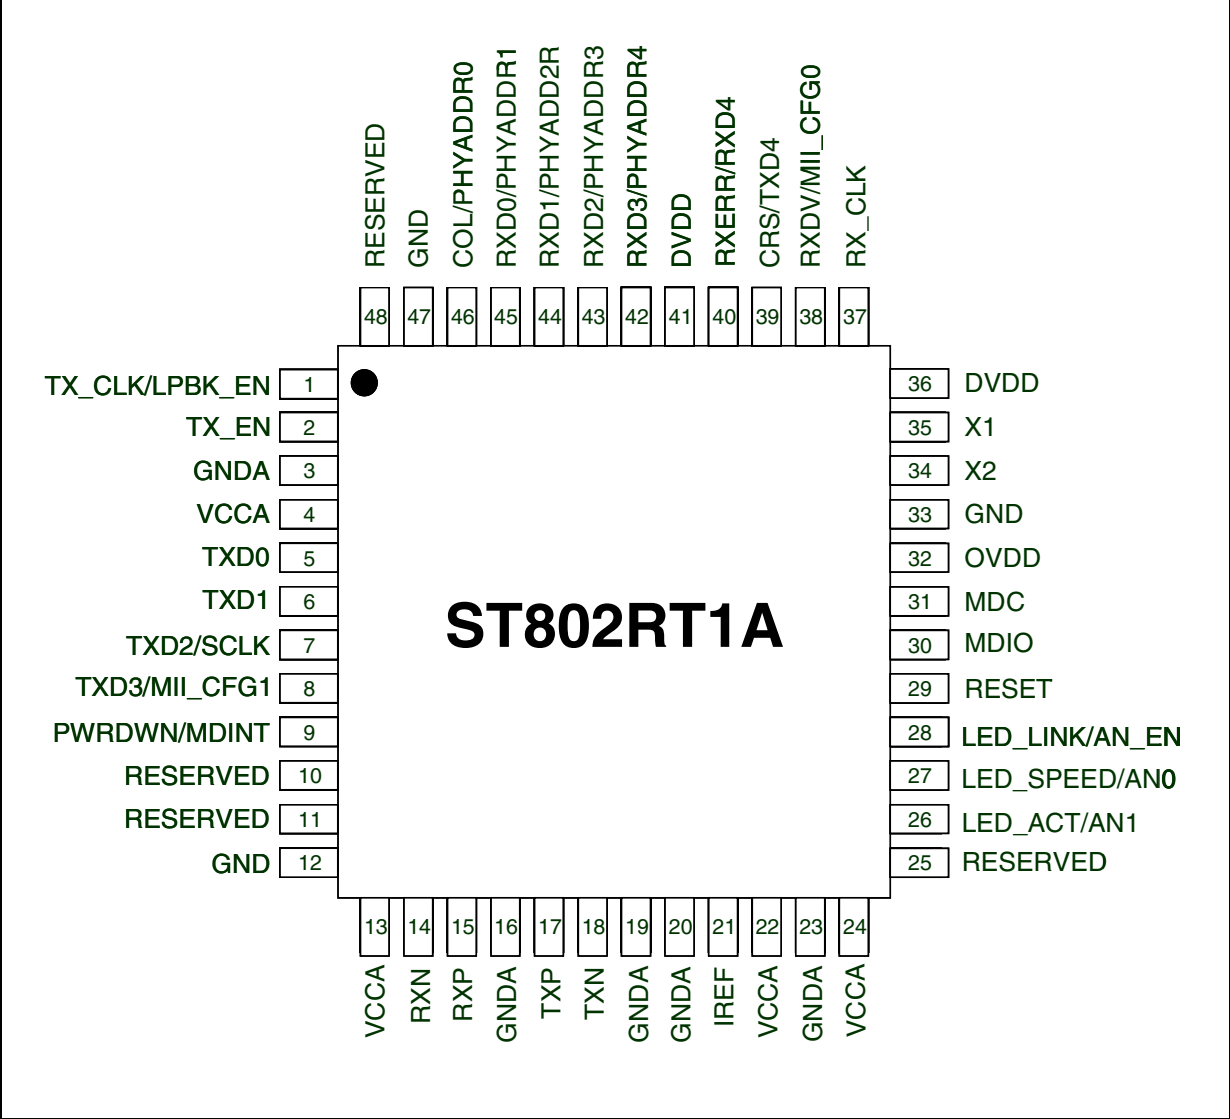 RESERVED
GND
COL/PHYADDR0
RXD0/PHYADDR1
RXD1/PHYADD2R
RXD2/PHYADDR3
RXD3/PHYADDR4
DVDD
RXERR/RXD4
CRS/TXD4
RXDV/MII_CFG0
RX_CLK
48 47 46 45 44 43 42 41 40 39 38 37
TX_CLK/LPBK_EN 1
TX_EN 2
GNDA 3
VCCA 4
TXD0 5
TXD1 6
TXD2/SCLK 7
TXD3/MII_CFG1 8
PWRDWN/MDINT 9
RESERVED 10
RESERVED 11
GND 12
ST802RT1A
36 DVDD
35 X1
34 X2
33 GND
32 OVDD
31 MDC
30 MDIO
29 RESET
28 LED_LINK/AN_EN
27 LED_SPEED/AN0
26 LED_ACT/AN1
25 RESERVED
13 14 15 16 17 18 19 20 21 22 23 24
VCCA
RXN
RXP
GNDA
TXP
TXN
GNDA
GNDA
IREF
VCCA
GNDA
VCCA